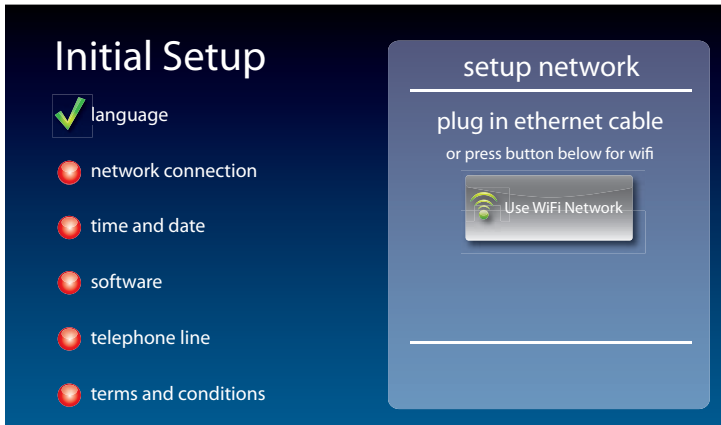 Initial Setup
language
network connection
time and date
software
telephone line
terms and conditions
setup network
plug in ethernet cable
or press button below for wifi
Use WiFi Network